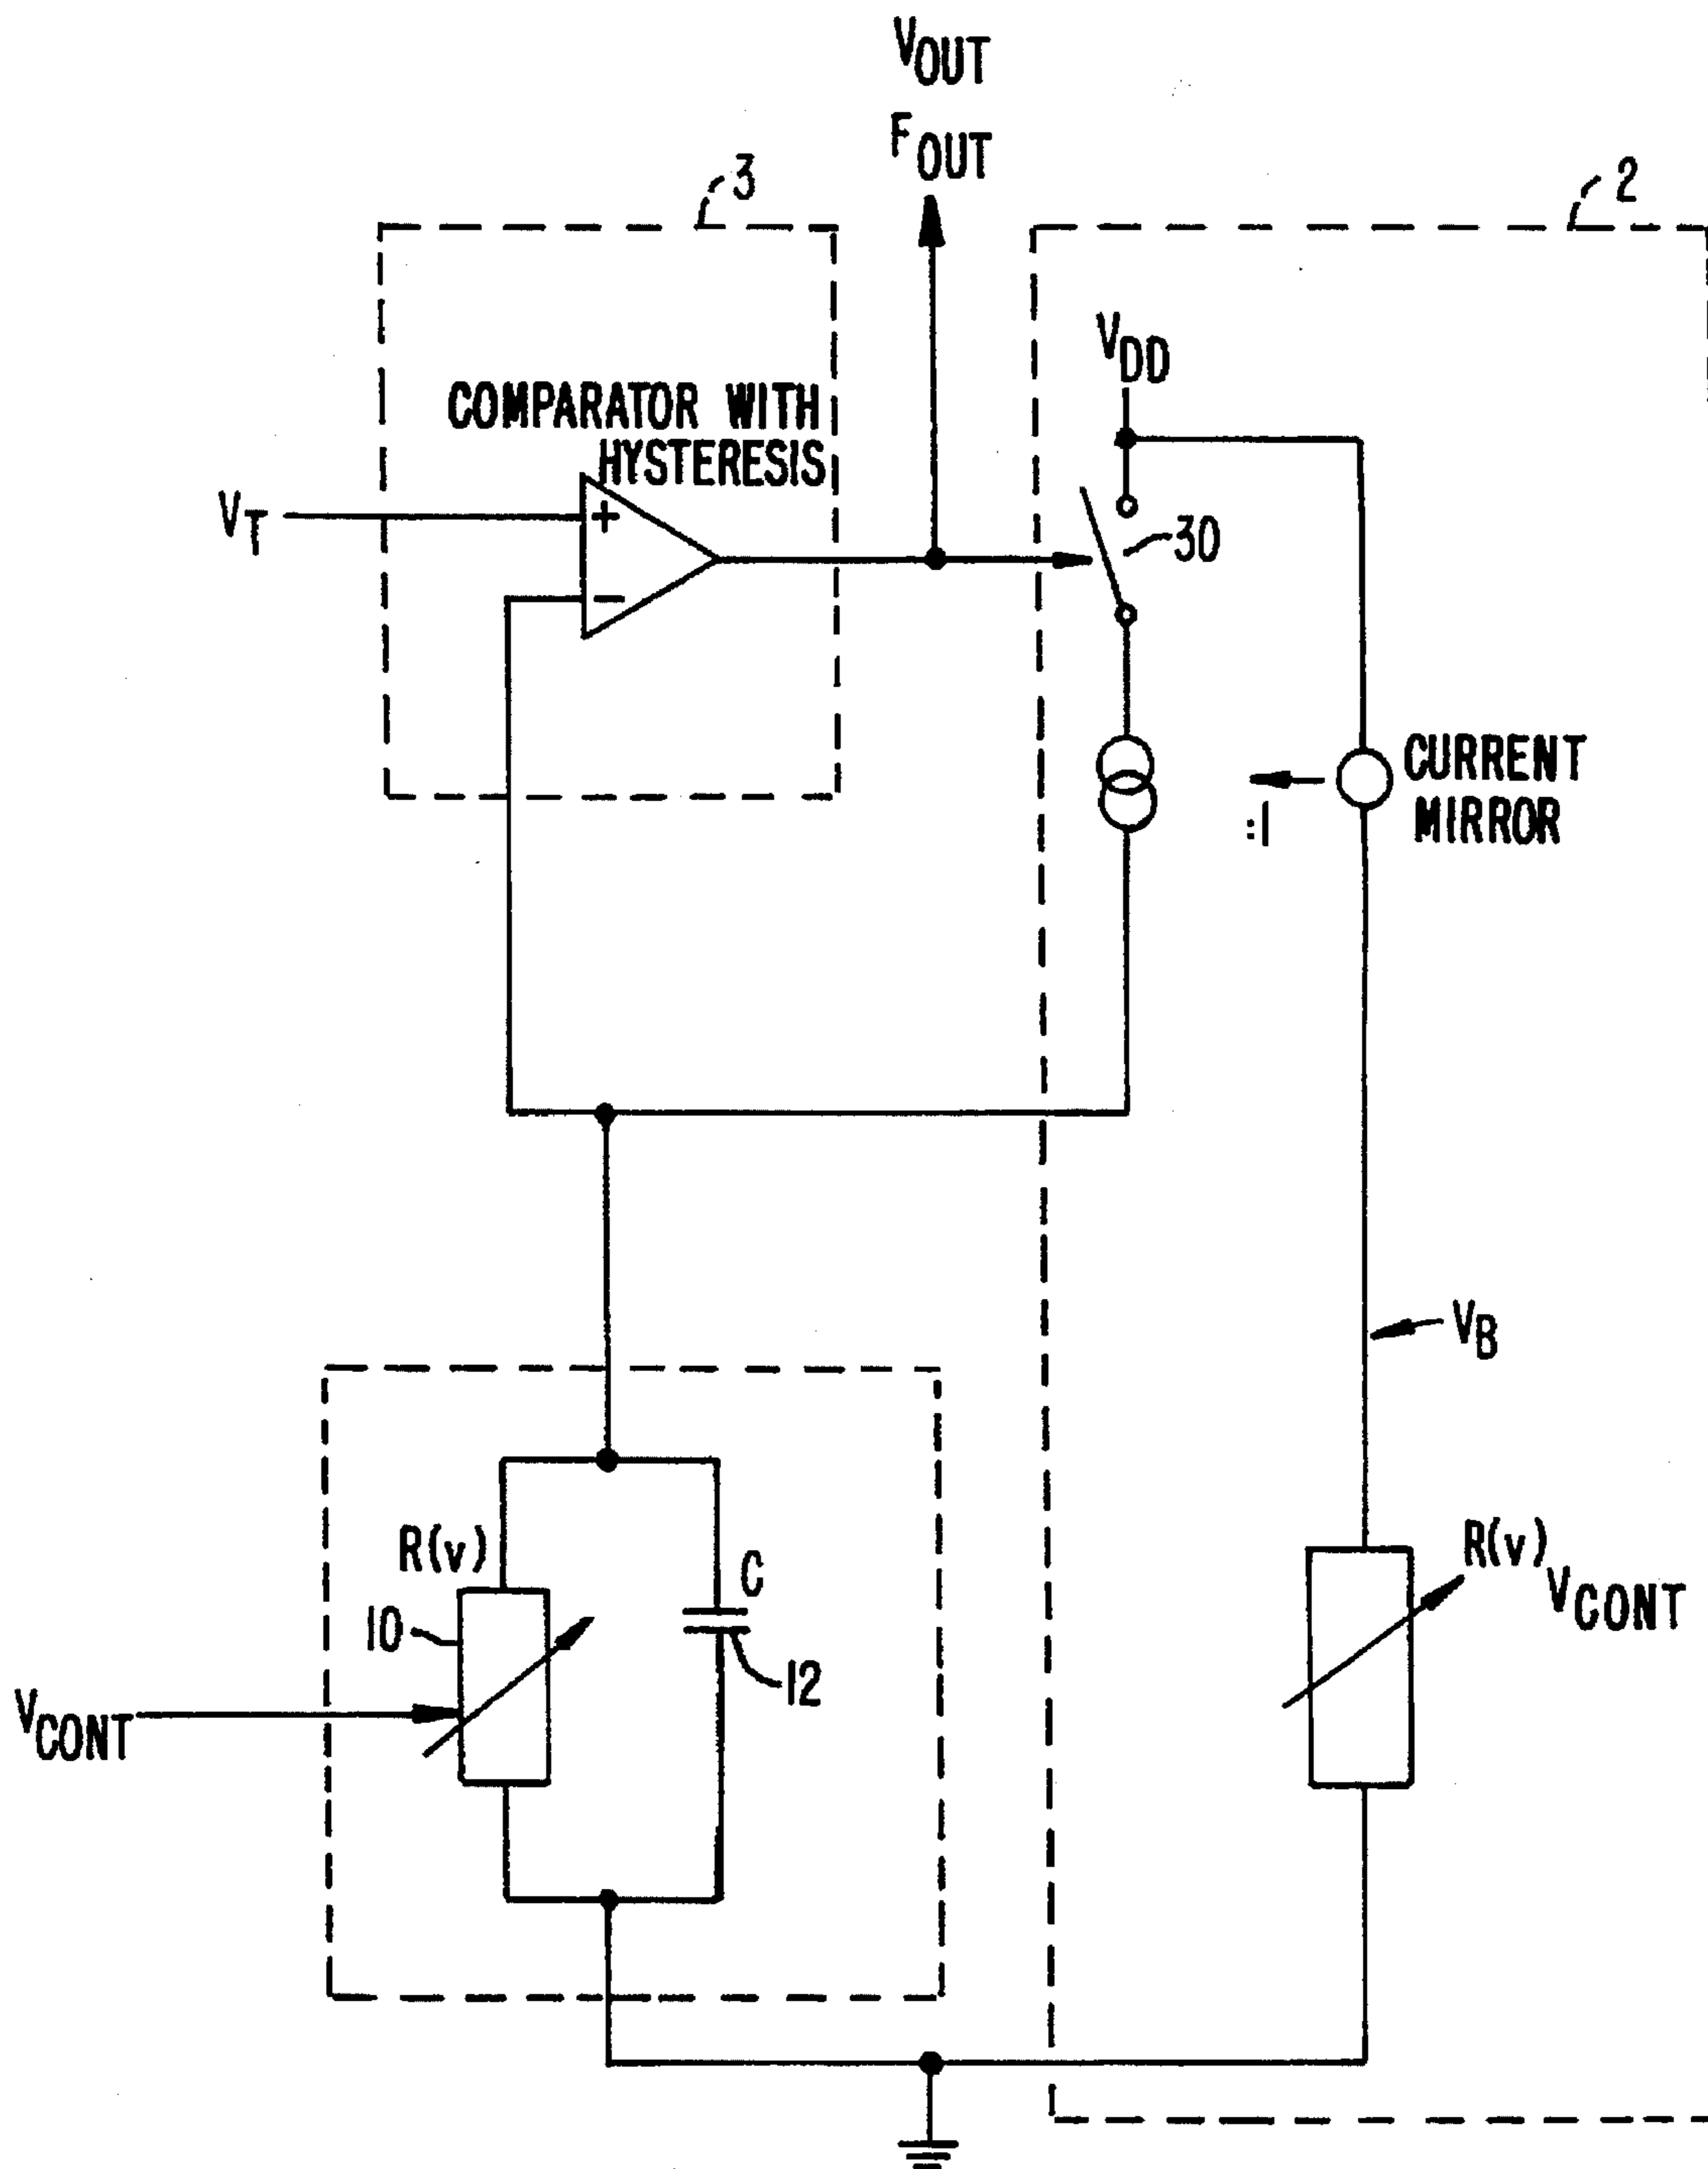 VOUT
FOUT
3
2
VDD
COMPARATOR WITH
HYSTERESIS
VT
+
30
−
CURRENT
MIRROR
:1
VB
R(v)
C
R(v)
VCONT
10
12
VCONT